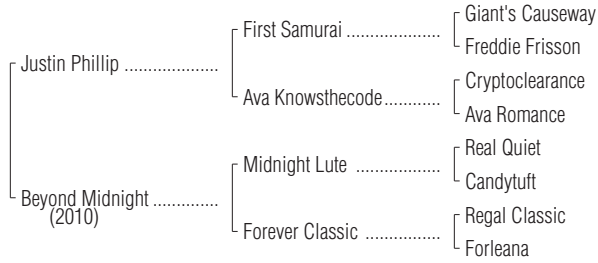 Giant's Causeway
First Samurai ....................
Freddie Frisson
Justin Phillip ....................
Cryptoclearance
Ava Knowsthecode............
Ava Romance
Real Quiet
Midnight Lute ..................
Candytuft
Beyond Midnight ..............
(2010)
Regal Classic
Forever Classic ................
Forleana